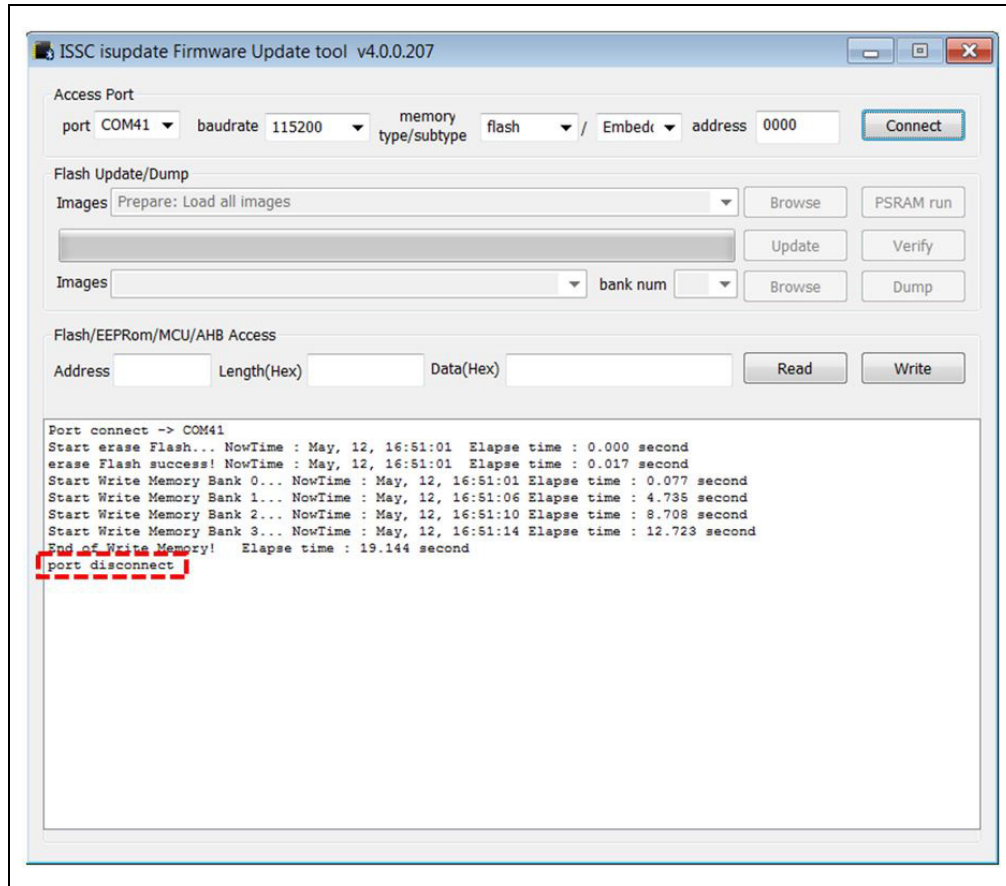 ISSC isupdate Firmware Update tool v4.0.0.207
Access Port
port COM41 baudrate 115200 memory type/subtype flash / Embedc address 0000 Connect
Flash Update/Dump
Images Prepare: Load all images Browse PSRAM run
Update Verify
Images bank num Browse Dump
Flash/EEPRom/MCU/AHB Access
Address Length(Hex) Data(Hex) Read Write
Port connect -> COM41
Start erase Flash... NowTime : May, 12, 16:51:01 Elapse time : 0.000 second
erase Flash success! NowTime : May, 12, 16:51:01 Elapse time : 0.017 second
Start Write Memory Bank 0... NowTime : May, 12, 16:51:01 Elapse time : 0.077 second
Start Write Memory Bank 1... NowTime : May, 12, 16:51:06 Elapse time : 4.735 second
Start Write Memory Bank 2... NowTime : May, 12, 16:51:10 Elapse time : 8.708 second
Start Write Memory Bank 3... NowTime : May, 12, 16:51:14 Elapse time : 12.723 second
End of Write Memory! Elapse time : 19.144 second
port disconnect